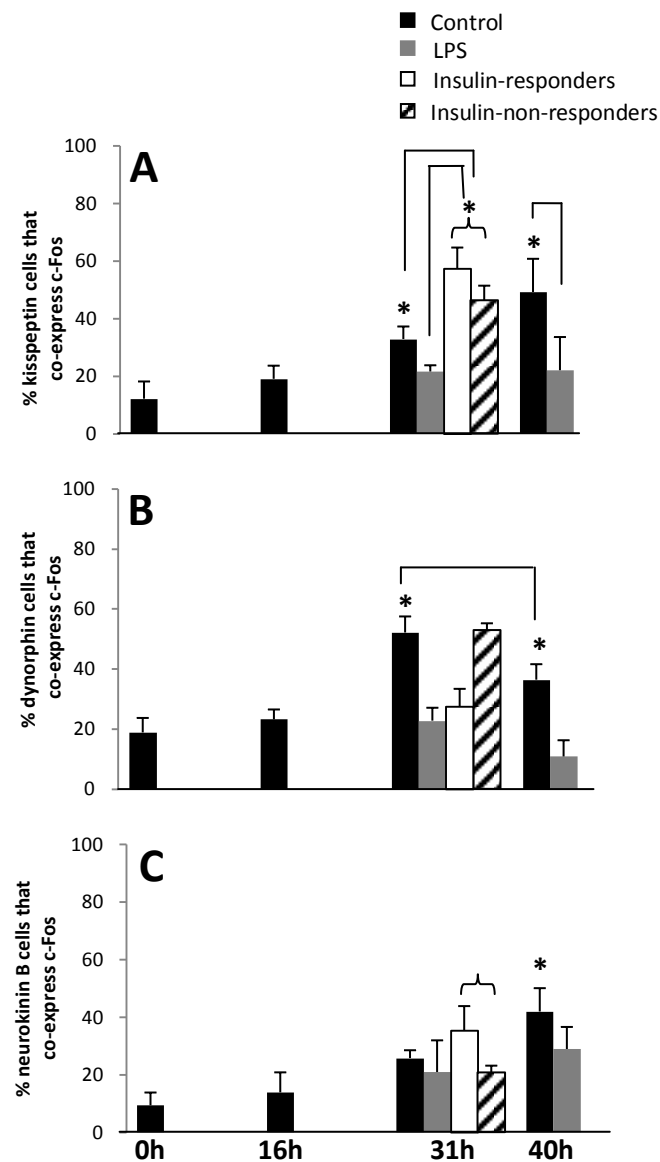 Control
LPS
Insulin-responders
Insulin-non-responders
A
% kisspeptin cells that
co-express c-Fos
100
80
60
40
20
0
*
*
*
B
% dynorphin cells that
co-express c-Fos
100
80
60
40
20
0
*
*
C
% neurokinin B cells that
co-express c-Fos
100
80
60
40
20
0
*
0h 16h 31h 40h